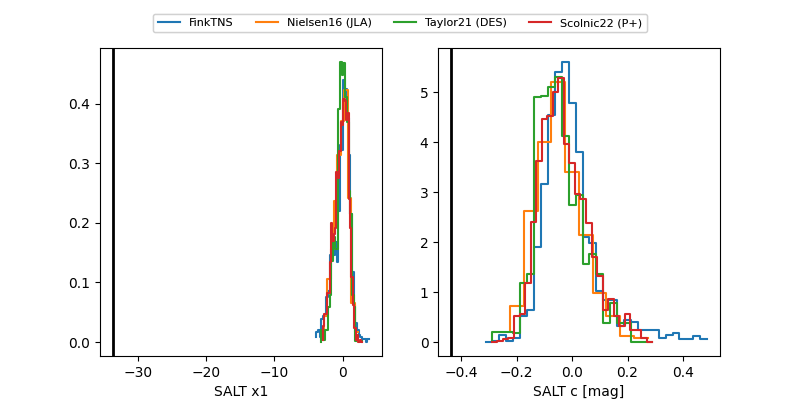 FinkTNS Nielsen16 (JLA) Taylor21 (DES) Scolnic22 (P+)
0.4
0.3
0.2
0.1
0.0
−30 −20 −10 0
SALT x1
5
4
3
2
1
0
−0.4 −0.2 0.0 0.2 0.4
SALT c [mag]